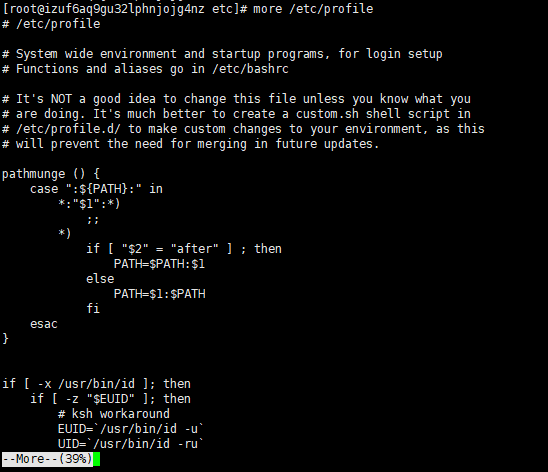 [root@izuf6aq9gu32lphnjojg4nz etc]# more /etc/profile
# /etc/profile
# System wide environment and startup programs, for login setup
# Functions and aliases go in /etc/bashrc
# It's NOT a good idea to change this file unless you know what you
# are doing. It's much better to create a custom.sh shell script in
# /etc/profile.d/ to make custom changes to your environment, as this
# will prevent the need for merging in future updates.
pathmunge () {
    case ":${PATH}:" in
        *:"$1":*)
            ;;
        *)
            if [ "$2" = "after" ] ; then
                PATH=$PATH:$1
            else
                PATH=$1:$PATH
            fi
    esac
}
if [ -x /usr/bin/id ]; then
    if [ -z "$EUID" ]; then
        # ksh workaround
        EUID=`/usr/bin/id -u`
        UID=`/usr/bin/id -ru`
--More--(39%)